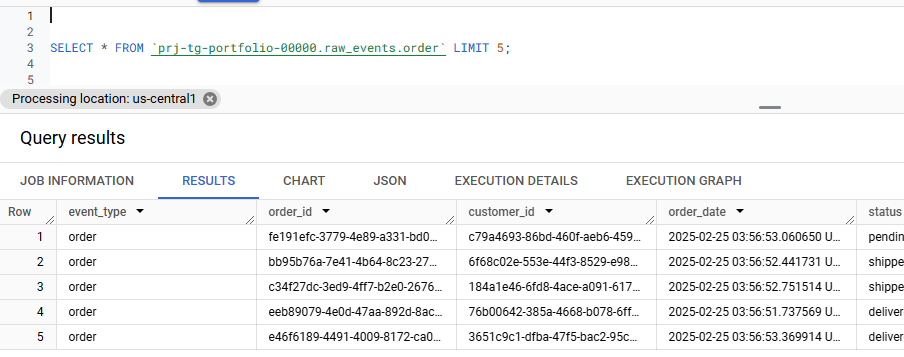 1
2
3 SELECT * FROM `prj-tg-portfolio-00000.raw_events.order` LIMIT 5;
4
5
Processing location: us-central1
Query results
JOB INFORMATION RESULTS CHART JSON EXECUTION DETAILS EXECUTION GRAPH
Row event_type order_id customer_id order_date status
1 order fe191efc-3779-4e89-a331-bd0... c79a4693-86bd-460f-aeb6-459... 2025-02-25 03:56:53.060650 U... pendin
2 order bb95b76a-7e41-4b64-8c23-27... 6f68c02e-553e-44f3-8529-e98... 2025-02-25 03:56:52.441731 U... shippe
3 order c34f27dc-3ed9-4ff7-b2e0-2676... 184a1e46-6fd8-4ace-a091-617... 2025-02-25 03:56:52.751514 U... shippe
4 order eeb89079-4e0d-47aa-892d-8ac... 76b00642-385a-4668-b078-6ff... 2025-02-25 03:56:51.737569 U... deliver
5 order e46f6189-4491-4009-8172-ca0... 3651c9c1-dfba-47f5-bac2-95c... 2025-02-25 03:56:53.369914 U... deliver